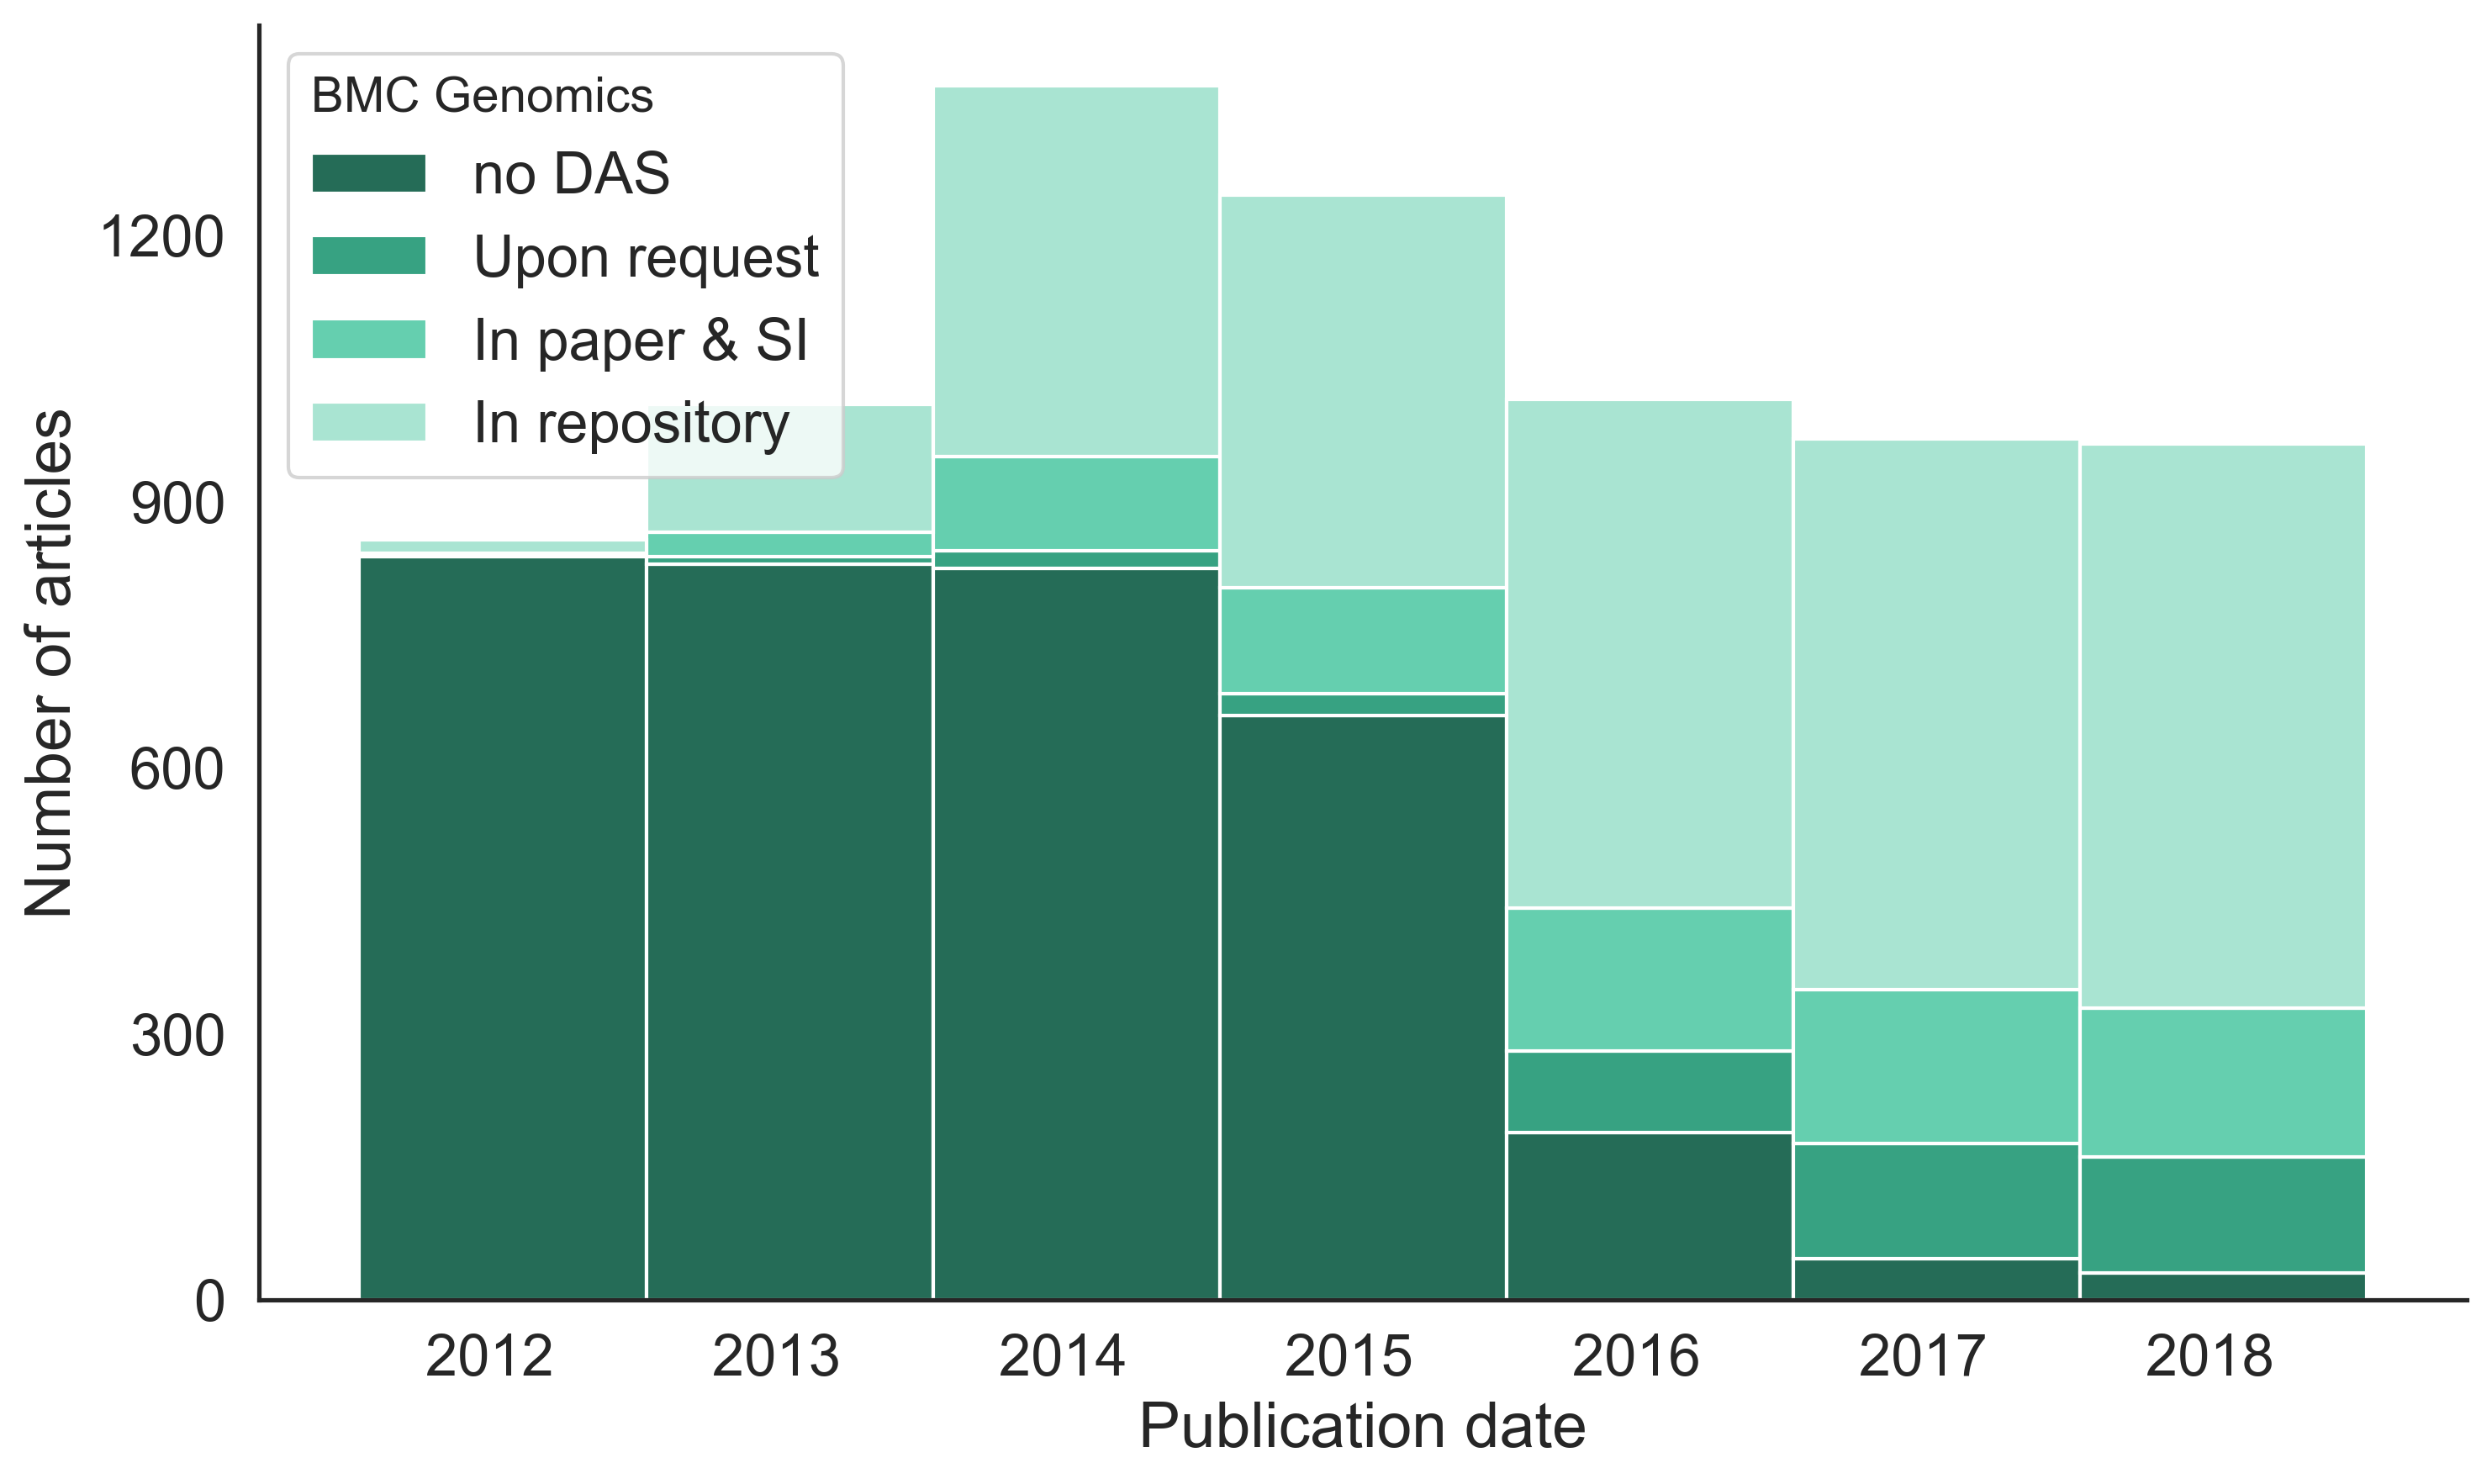 BMC Genomics
no DAS
Upon request
In paper & SI
In repository
Number of articles
1200
900
600
300
0
2012 2013 2014 2015 2016 2017 2018
Publication date